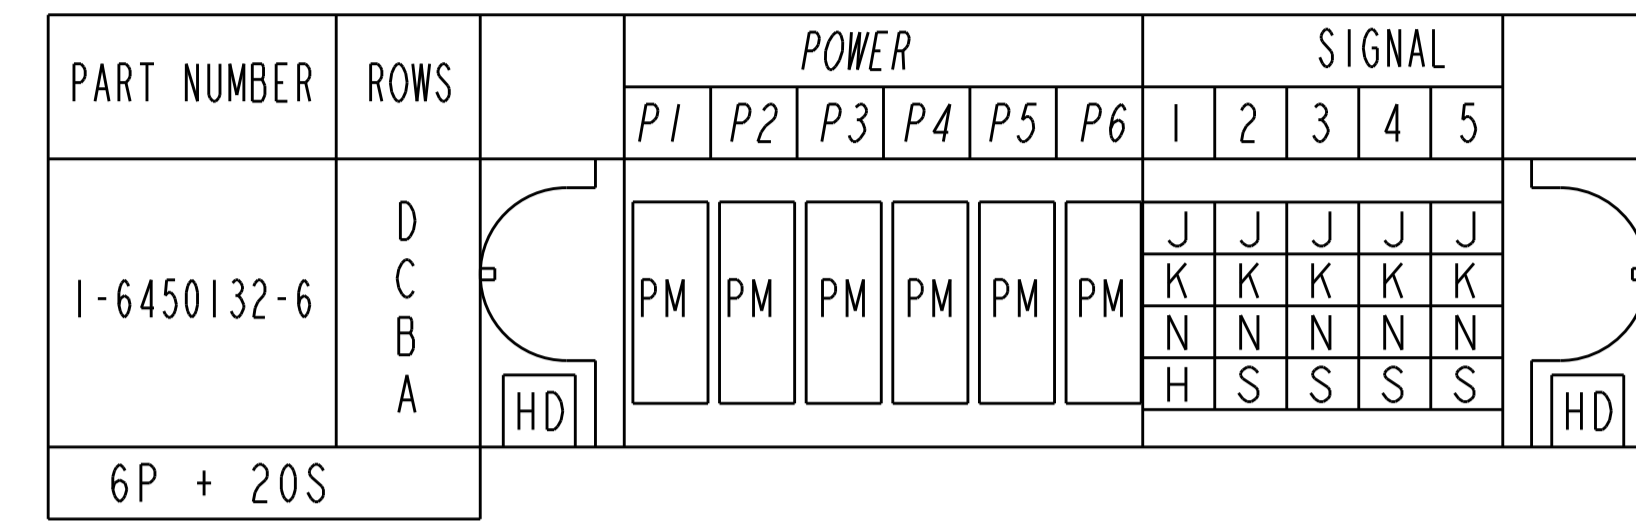 PART NUMBER ROWS POWER SIGNAL
P1 P2 P3 P4 P5 P6 1 2 3 4 5
D J J J J J
C K K K K K
1-6450132-6 PM PM PM PM PM PM
B N N N N N
A H S S S S
HD HD
6P + 20S